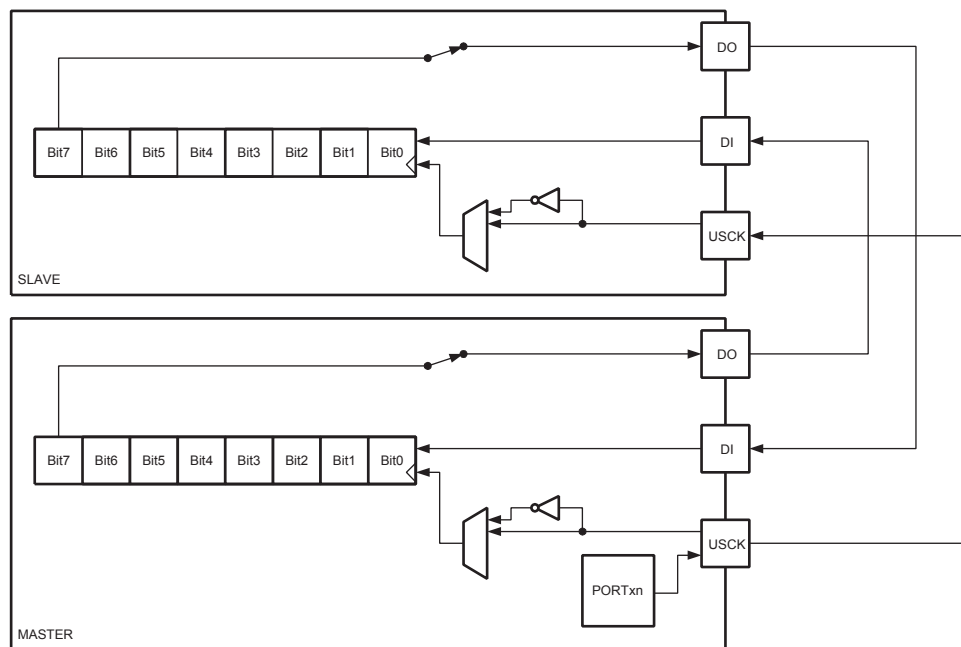 DO
Bit7 Bit6 Bit5 Bit4 Bit3 Bit2 Bit1 Bit0
DI
USCK
SLAVE
DO
Bit7 Bit6 Bit5 Bit4 Bit3 Bit2 Bit1 Bit0
DI
USCK
PORTxn
MASTER